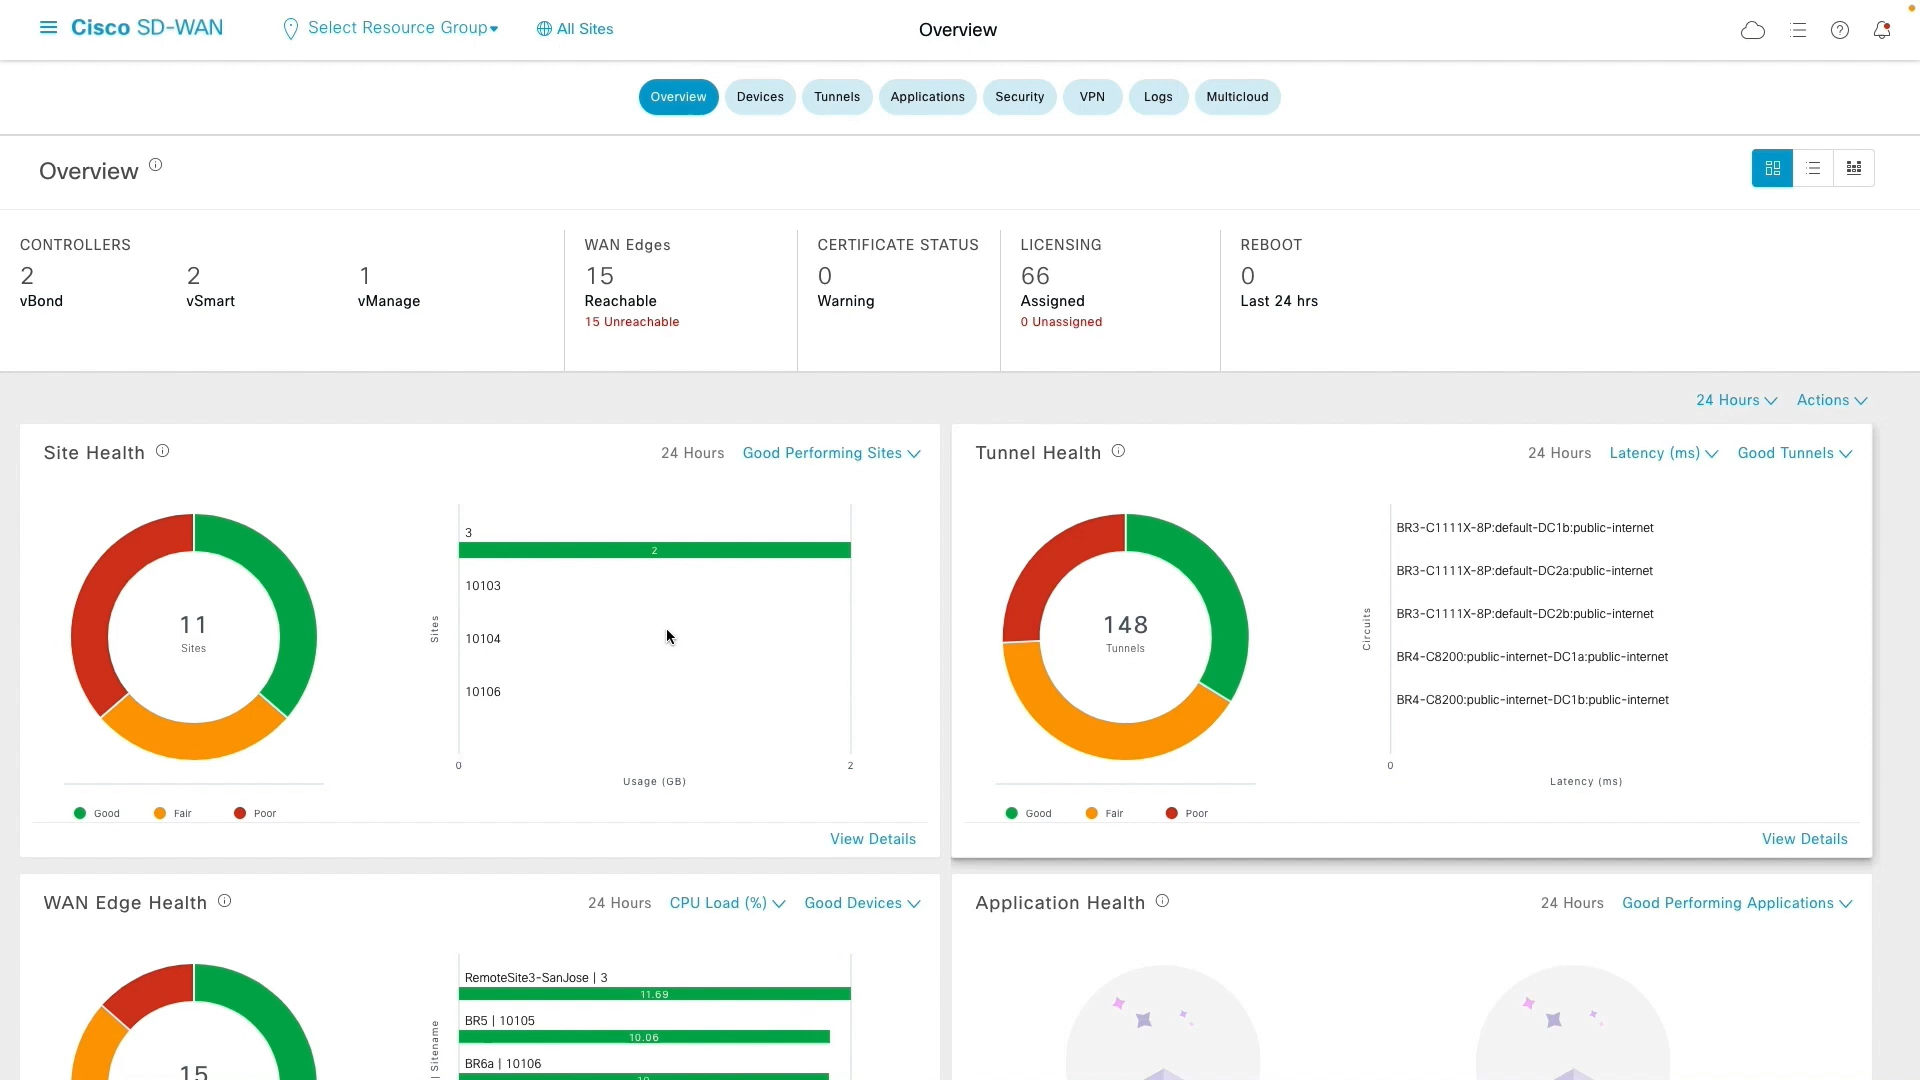 Cisco SD-WAN
Select Resource Group
All Sites
Overview
Overview
Devices
Tunnels
Applications
Security
VPN
Logs
Multicloud
Overview
CONTROLLERS
2
vBond
2
vSmart
1
vManage
WAN Edges
15
Reachable
15 Unreachable
CERTIFICATE STATUS
0
Warning
LICENSING
66
Assigned
0 Unassigned
REBOOT
0
Last 24 hrs
24 Hours
Actions
Site Health
24 Hours
Good Performing Sites
11
Sites
Sites
3
2
10103
10104
10106
0
2
Usage (GB)
Good
Fair
Poor
View Details
Tunnel Health
24 Hours
Latency (ms)
Good Tunnels
148
Tunnels
Circuits
BR3-C1111X-8P:default-DC1b:public-internet
BR3-C1111X-8P:default-DC2a:public-internet
BR3-C1111X-8P:default-DC2b:public-internet
BR4-C8200:public-internet-DC1a:public-internet
BR4-C8200:public-internet-DC1b:public-internet
0
Latency (ms)
Good
Fair
Poor
View Details
WAN Edge Health
24 Hours
CPU Load (%)
Good Devices
15
| Sitename
RemoteSite3-SanJose | 3
11.69
BR5 | 10105
10.06
BR6a | 10106
10
Application Health
24 Hours
Good Performing Applications